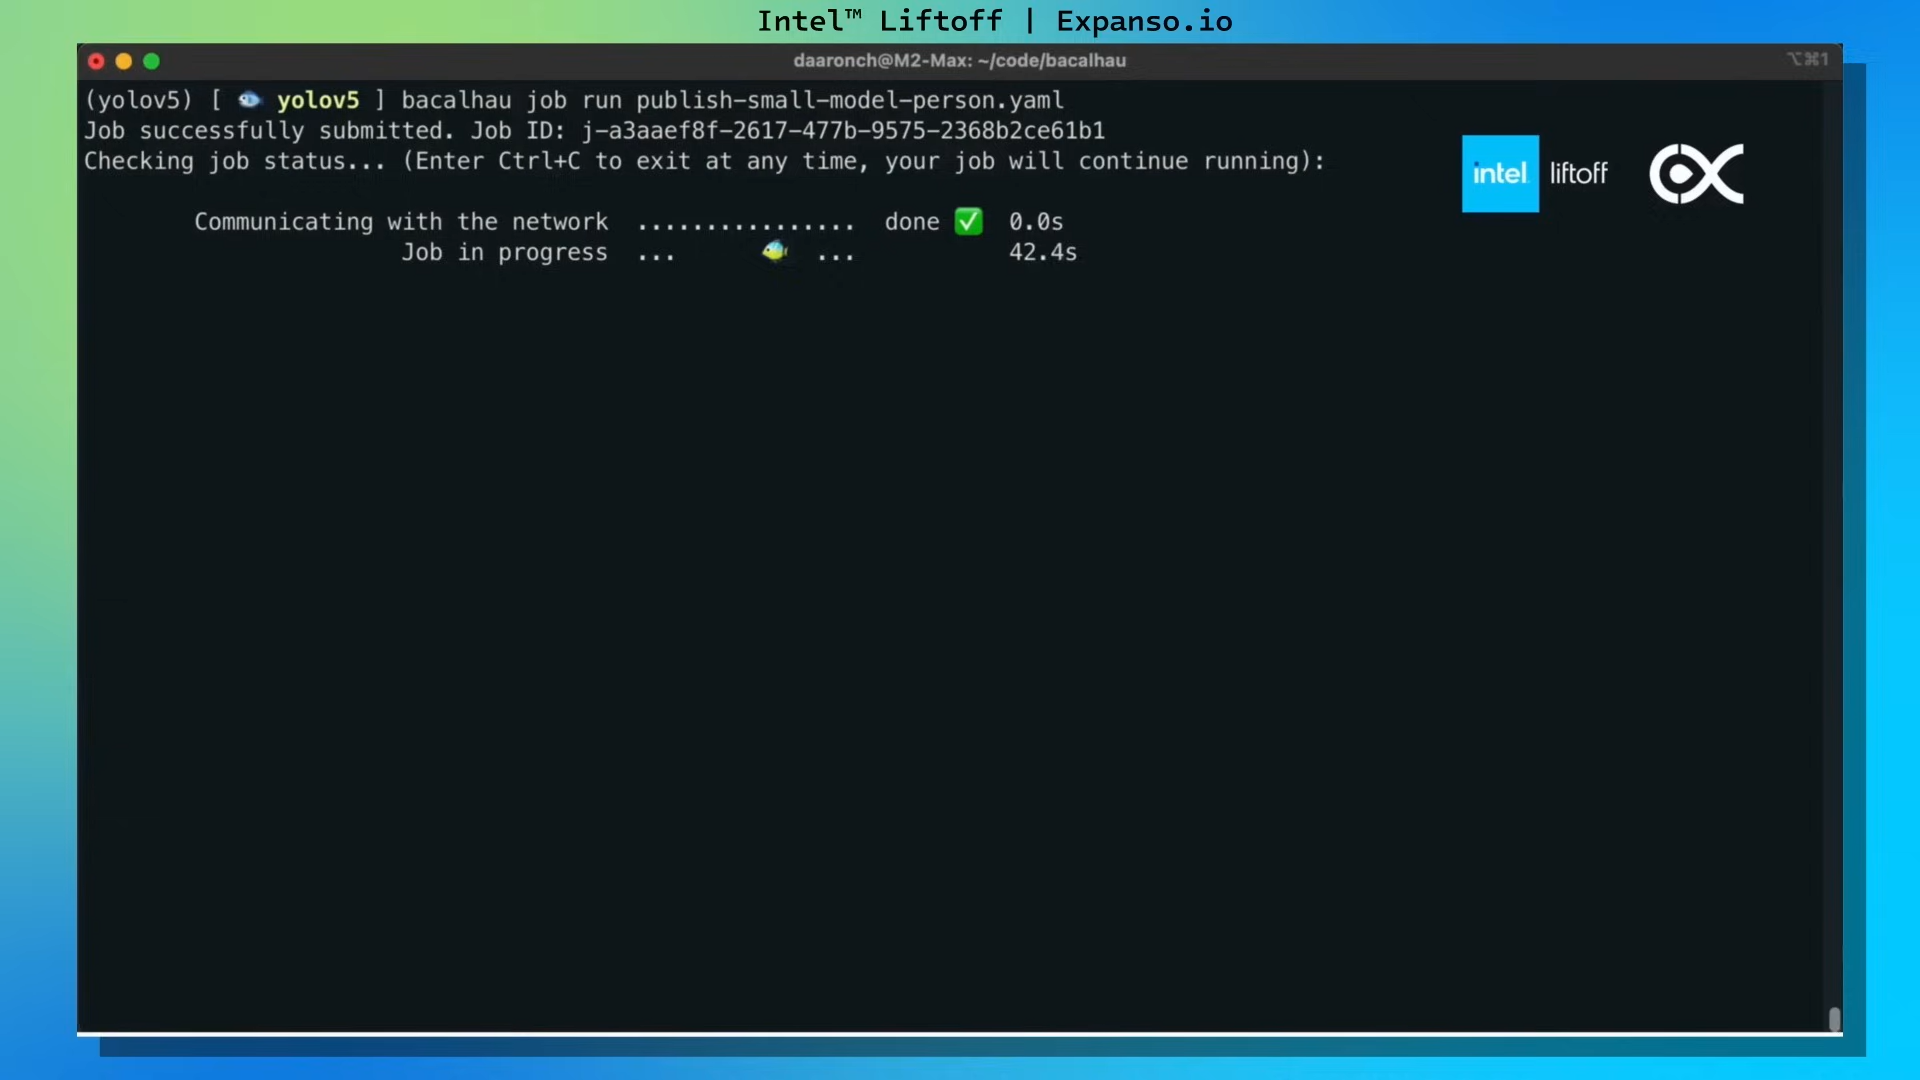 Intel™ Liftoff | Expanso.io
daaronch@M2-Max: ~/code/bacalhau
⌥⌘1
(yolov5) [ 🐟 yolov5 ] bacalhau job run publish-small-model-person.yaml
Job successfully submitted. Job ID: j-a3aaef8f-2617-477b-9575-2368b2ce61b1
Checking job status... (Enter Ctrl+C to exit at any time, your job will continue running):
intel liftoff
Communicating with the network ................ done ✅ 0.0s
Job in progress ... 🐠 ... 42.4s